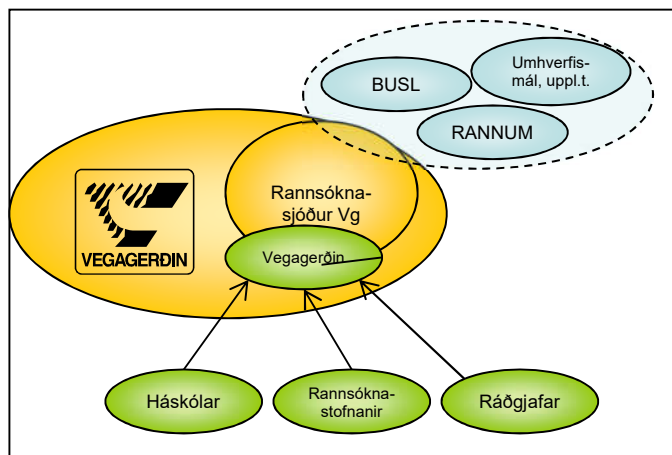 BUSL
Umhverfis-
mál, uppl.t.
RANNUM
Rannsókna-
sjóður Vg
VEGAGERÐIN
Vegagerðin
Háskólar
Rannsókna-
stofnanir
Ráðgjafar